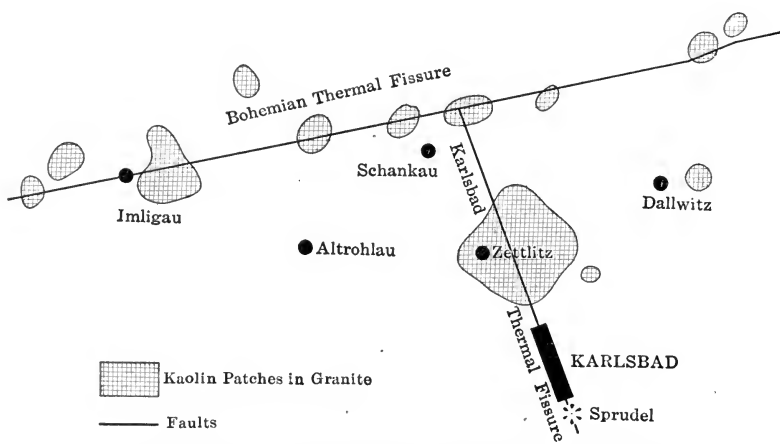 Bohemian Thermal Fissure
Schankau
Karlsbad
Dallwitz
Imligau
Altrohlau
Zettlitz
Thermal Fissure
KARLSBAD
Kaolin Patches in Granite
Sprudel
Faults